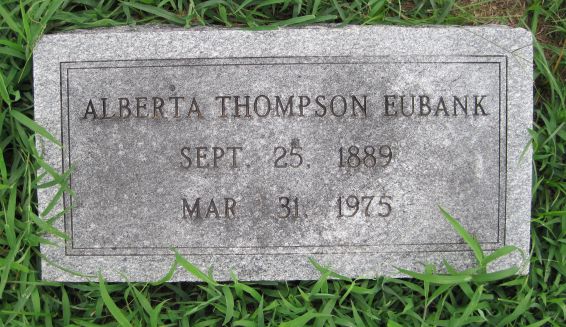 ALBERTA THOMPSON EUBANK
SEPT. 25, 1889
MAR 31, 1975